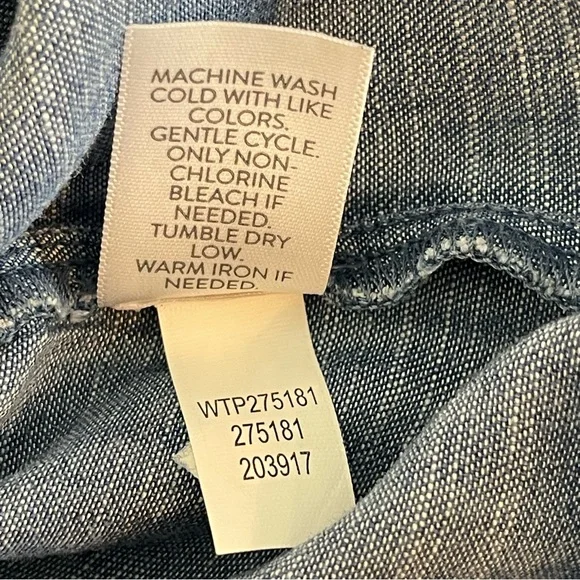 MACHINE WASH
COLD WITH LIKE
COLORS.
GENTLE CYCLE.
ONLY NON-
CHLORINE
BLEACH IF
NEEDED.
TUMBLE DRY
LOW.
WARM IRON IF
NEEDED.
WTP275181
275181
203917